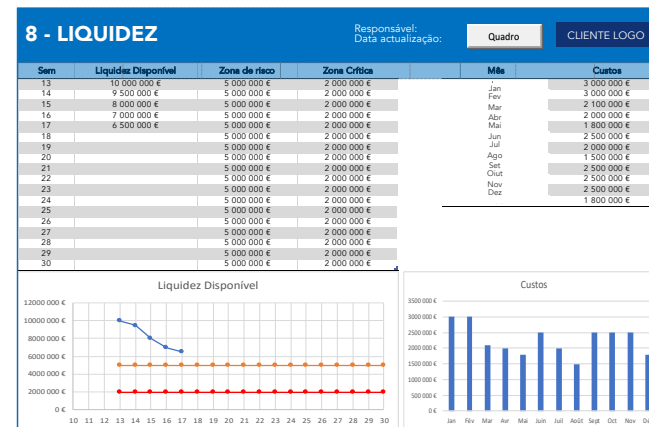 8 - LIQUIDEZ
Responsável:
Data actualização:
Quadro
CLIENTE LOGO
Sem Liquidez Disponível Zona de risco Zona Crítica
13 10 000 000 € 5 000 000 € 2 000 000 €
14 9 500 000 € 5 000 000 € 2 000 000 €
15 8 000 000 € 5 000 000 € 2 000 000 €
16 7 000 000 € 5 000 000 € 2 000 000 €
17 6 500 000 € 5 000 000 € 2 000 000 €
18 5 000 000 € 2 000 000 €
19 5 000 000 € 2 000 000 €
20 5 000 000 € 2 000 000 €
21 5 000 000 € 2 000 000 €
22 5 000 000 € 2 000 000 €
23 5 000 000 € 2 000 000 €
24 5 000 000 € 2 000 000 €
25 5 000 000 € 2 000 000 €
26 5 000 000 € 2 000 000 €
27 5 000 000 € 2 000 000 €
28 5 000 000 € 2 000 000 €
29 5 000 000 € 2 000 000 €
30 5 000 000 € 2 000 000 €
Mês Custos
Jan 3 000 000 €
Fev 3 000 000 €
Mar 2 100 000 €
Abr 2 000 000 €
Mai 1 800 000 €
Jun 2 500 000 €
Jul 2 000 000 €
Ago 1 500 000 €
Set 2 500 000 €
Oiut 2 500 000 €
Nov 2 500 000 €
Dez 1 800 000 €
Liquidez Disponível
12000 000 €
10000 000 €
8000 000 €
6000 000 €
4000 000 €
2000 000 €
0 €
10 11 12 13 14 15 16 17 18 19 20 21 22 23 24 25 26 27 28 29 30
Custos
3500 000 €
3000 000 €
2500 000 €
2000 000 €
1500 000 €
1000 000 €
500 000 €
0 €
Jan Fév Mar Avr Mai Juin Juil Août Sept Oct Nov